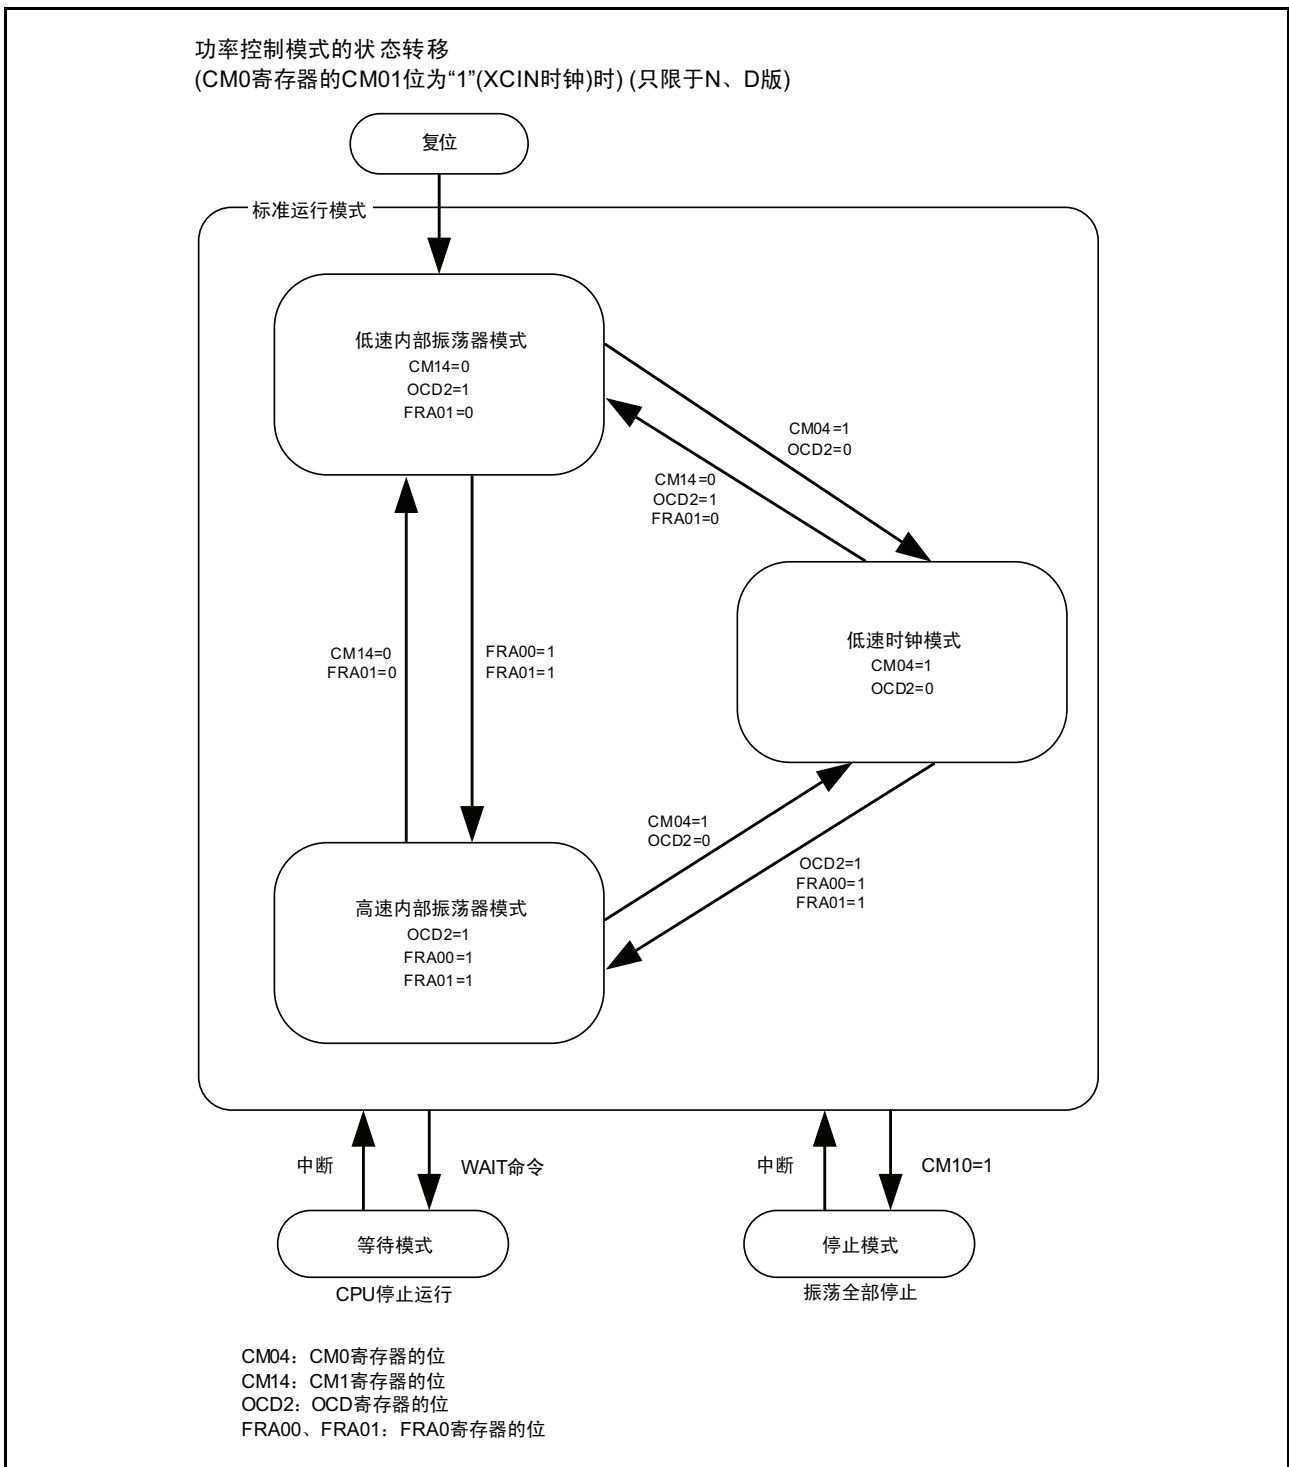 功率控制模式的状态转移
(CM0寄存器的CM01位为“1”(XCIN时钟)时) (只限于N、D版)
复位
标准运行模式
低速内部振荡器模式
CM14=0
OCD2=1
FRA01=0
CM04=1
OCD2=0
CM14=0
OCD2=1
FRA01=0
低速时钟模式
CM04=1
OCD2=0
CM14=0
FRA01=0
FRA00=1
FRA01=1
CM04=1
OCD2=0
OCD2=1
FRA00=1
FRA01=1
高速内部振荡器模式
OCD2=1
FRA00=1
FRA01=1
中断
WAIT命令
中断
CM10=1
等待模式
停止模式
CPU停止运行
振荡全部停止
CM04：CM0寄存器的位
CM14：CM1寄存器的位
OCD2：OCD寄存器的位
FRA00、FRA01：FRA0寄存器的位